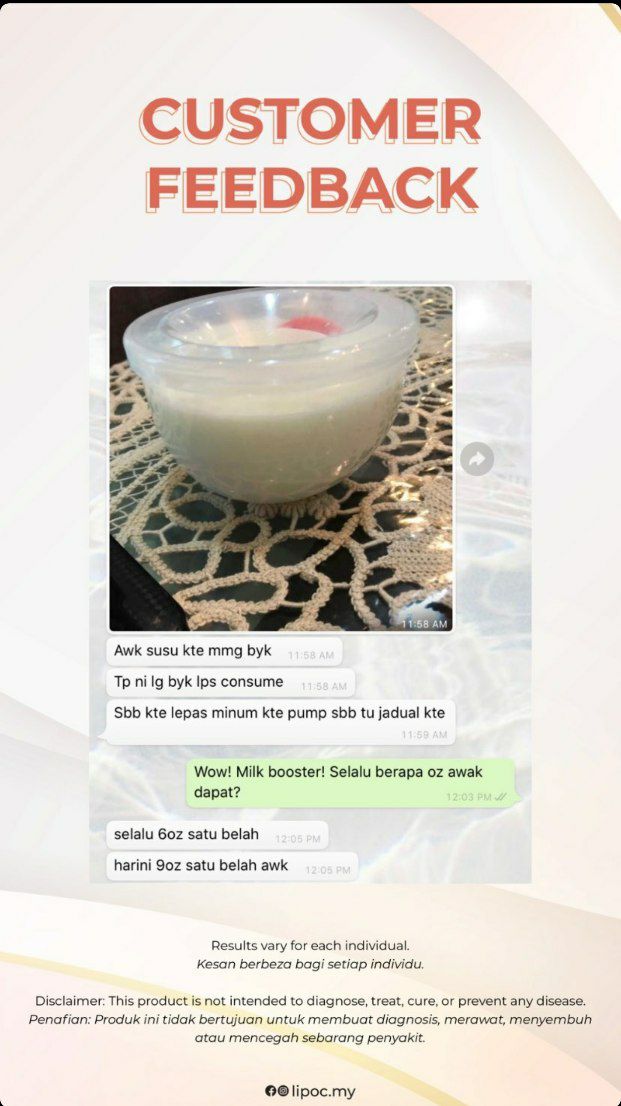 CUSTOMER
FEEDBACK
11:58 AM
Awk susu kte mmg byk 11:58 AM
Tp ni lg byk lps consume 11:58 AM
Sbb kte lepas minum kte pump sbb tu jadual kte
11:59 AM
Wow! Milk booster! Selalu berapa oz awak
dapat? 12:03 PM
selalu 6oz satu belah 12:05 PM
harini 9oz satu belah awk 12:05 PM
Results vary for each individual.
Kesan berbeza bagi setiap individu.
Disclaimer: This product is not intended to diagnose, treat, cure, or prevent any disease.
Penafian: Produk ini tidak bertujuan untuk membuat diagnosis, merawat, menyembuh
atau mencegah sebarang penyakit.
lipoc.my